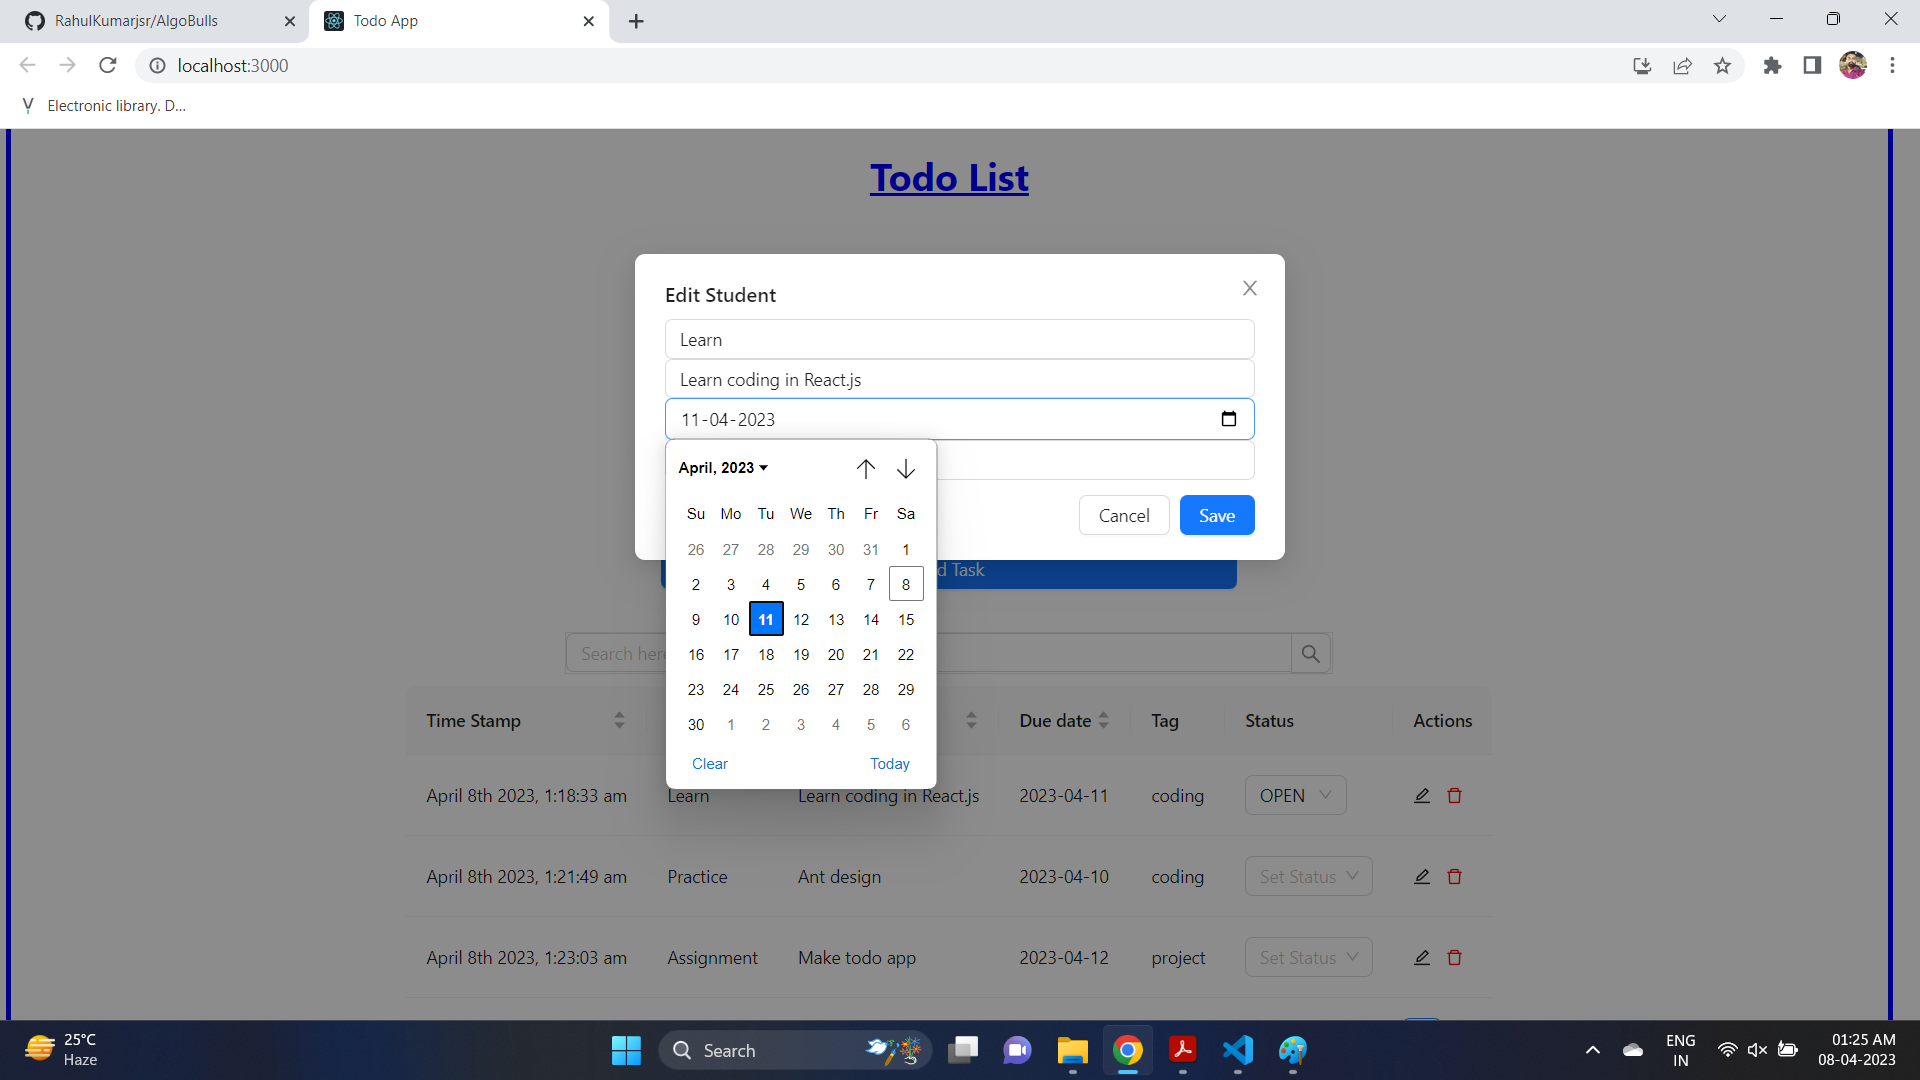 RahulKumarjsr/AlgoBulls
Todo App
localhost:3000
Electronic library. D...
Todo List
Edit Student
Learn
Learn coding in React.js
11-04-2023
April, 2023
Su Mo Tu We Th Fr Sa
26 27 28 29 30 31 1
2 3 4 5 6 7 8
9 10 11 12 13 14 15
16 17 18 19 20 21 22
23 24 25 26 27 28 29
30 1 2 3 4 5 6
Clear Today
Cancel Save
d Task
Search here
Time Stamp Due date Tag Status Actions
April 8th 2023, 1:18:33 am Learn Learn coding in React.js 2023-04-11 coding OPEN
April 8th 2023, 1:21:49 am Practice Ant design 2023-04-10 coding Set Status
April 8th 2023, 1:23:03 am Assignment Make todo app 2023-04-12 project Set Status
25°C
Haze
Search
ENG
IN
01:25 AM
08-04-2023